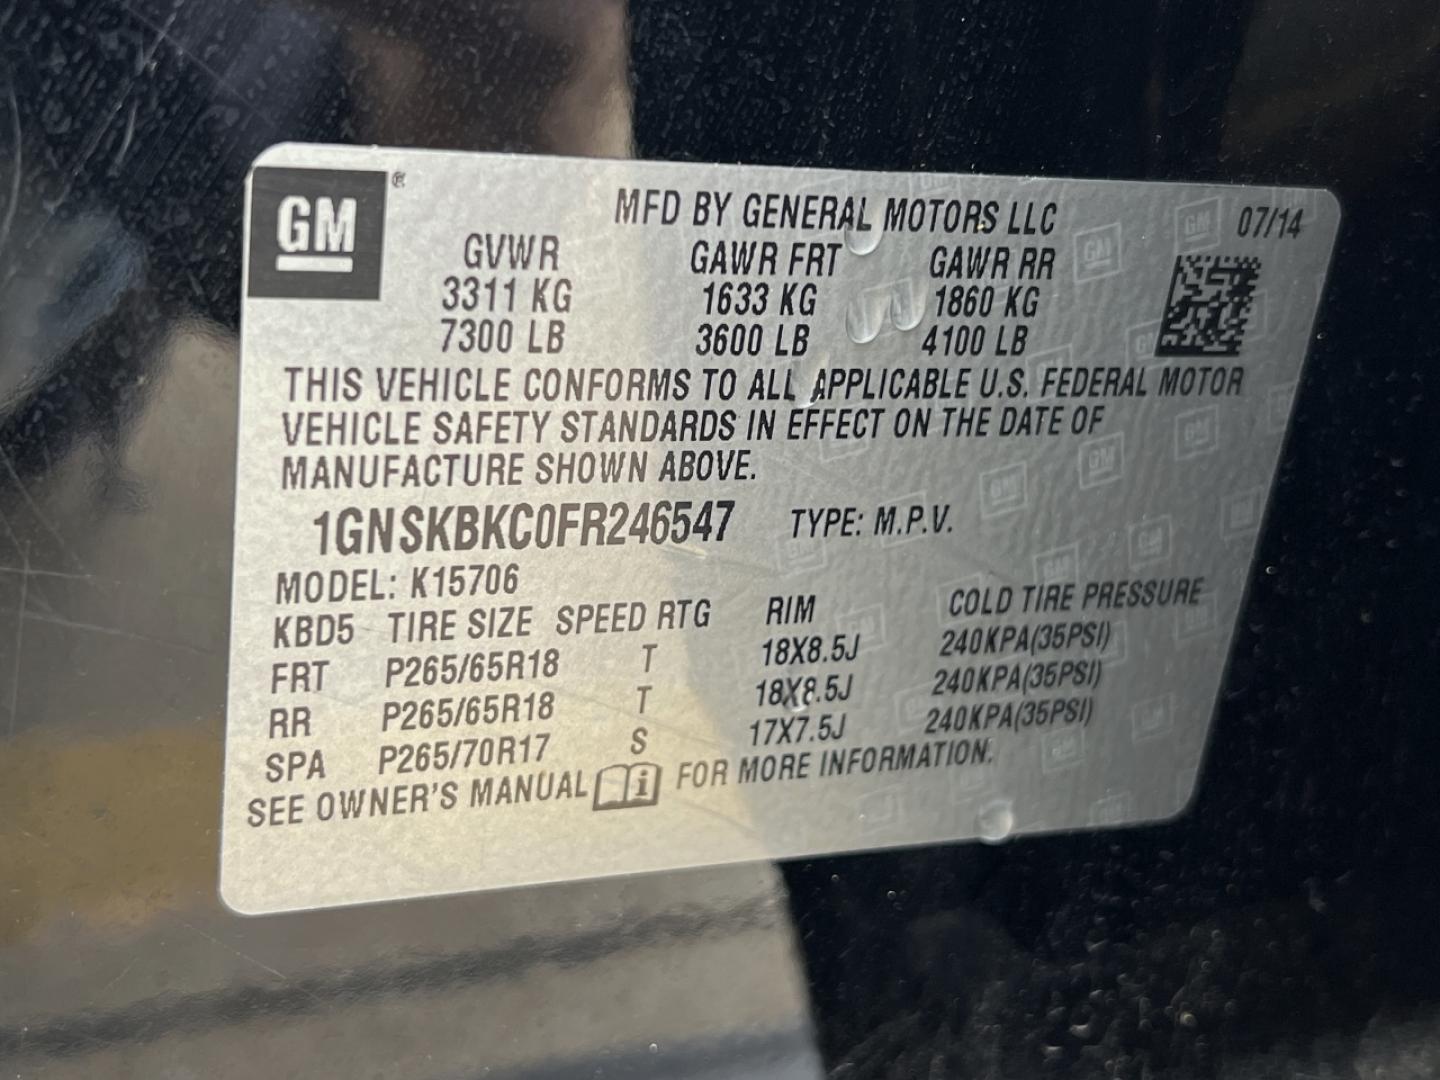 GM ®
MFD BY GENERAL MOTORS LLC 07/14
GVWR GAWR FRT GAWR RR
3311 KG 1633 KG 1860 KG
7300 LB 3600 LB 4100 LB
THIS VEHICLE CONFORMS TO ALL APPLICABLE U.S. FEDERAL MOTOR
VEHICLE SAFETY STANDARDS IN EFFECT ON THE DATE OF
MANUFACTURE SHOWN ABOVE.
1GNSKBKC0FR246547 TYPE: M.P.V.
MODEL: K15706
KBD5 TIRE SIZE SPEED RTG RIM COLD TIRE PRESSURE
FRT P265/65R18 T 18X8.5J 240KPA(35PSI)
RR P265/65R18 T 18X8.5J 240KPA(35PSI)
SPA P265/70R17 S 17X7.5J 240KPA(35PSI)
SEE OWNER'S MANUAL i FOR MORE INFORMATION.